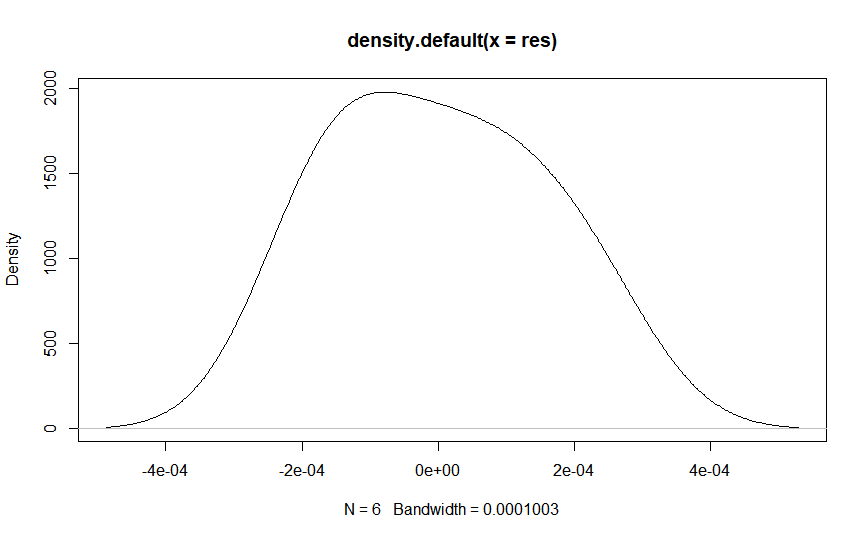 density.default(x = res)
Density
0
500
1000
1500
2000
-4e-04 -2e-04 0e+00 2e-04 4e-04
N = 6 Bandwidth = 0.0001003